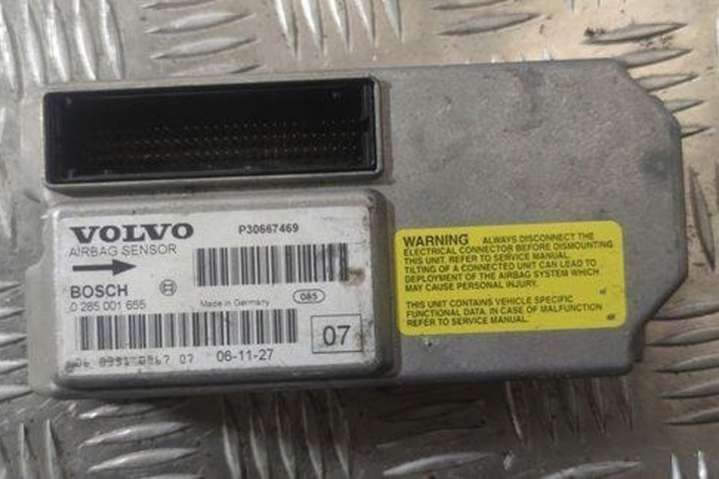 VOLVO
P30667469
AIRBAG SENSOR
BOSCH
0 285 001 655
Made in Germany
085
07
06-11-27
07
WARNING ALWAYS DISCONNECT THE
ELECTRICAL CONNECTOR BEFORE DISMOUNTING
THIS UNIT. REFER TO SERVICE MANUAL.
TILTING OF A CONNECTED UNIT CAN LEAD TO
DEPLOYMENT OF THE AIRBAG SYSTEM WHICH
MAY CAUSE PERSONAL INJURY.
THIS UNIT CONTAINS VEHICLE SPECIFIC
FUNCTIONAL DATA. IN CASE OF MALFUNCTION
REFER TO SERVICE MANUAL.